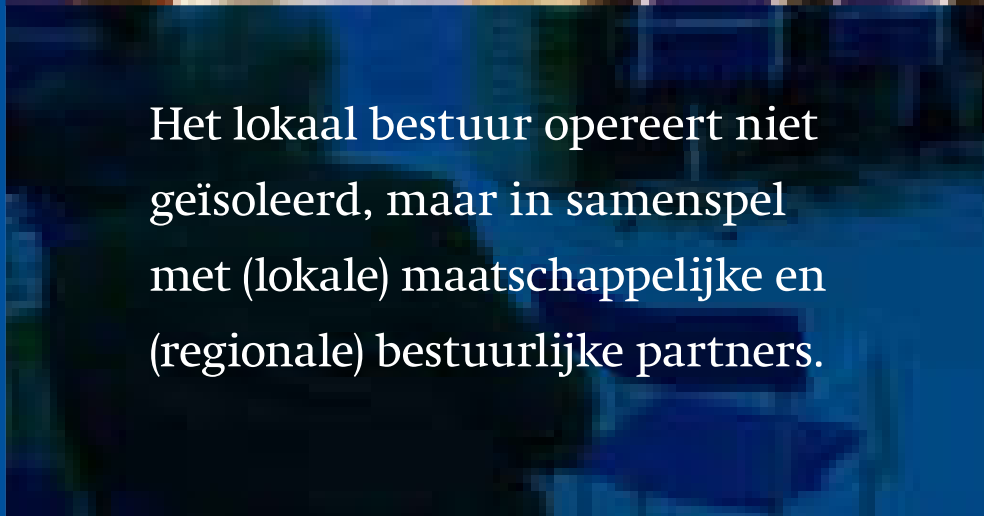 Het lokaal bestuur opereert niet
geïsoleerd, maar in samenspel
met (lokale) maatschappelijke en
(regionale) bestuurlijke partners.